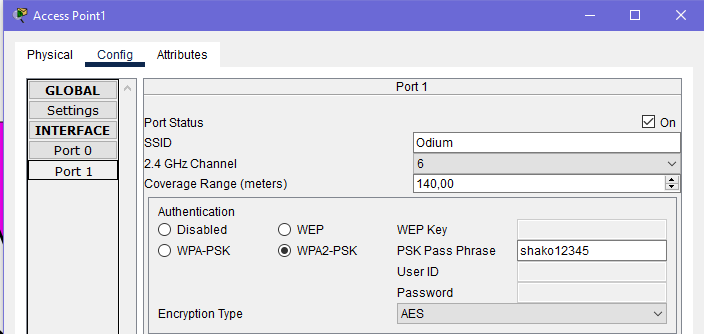 Access Point1
Physical Config Attributes
GLOBAL
Settings
INTERFACE
Port 0
Port 1
Port 1
Port Status On
SSID Odium
2.4 GHz Channel 6
Coverage Range (meters) 140,00
Authentication
Disabled WEP WEP Key
WPA-PSK WPA2-PSK PSK Pass Phrase shako12345
User ID
Password
Encryption Type AES